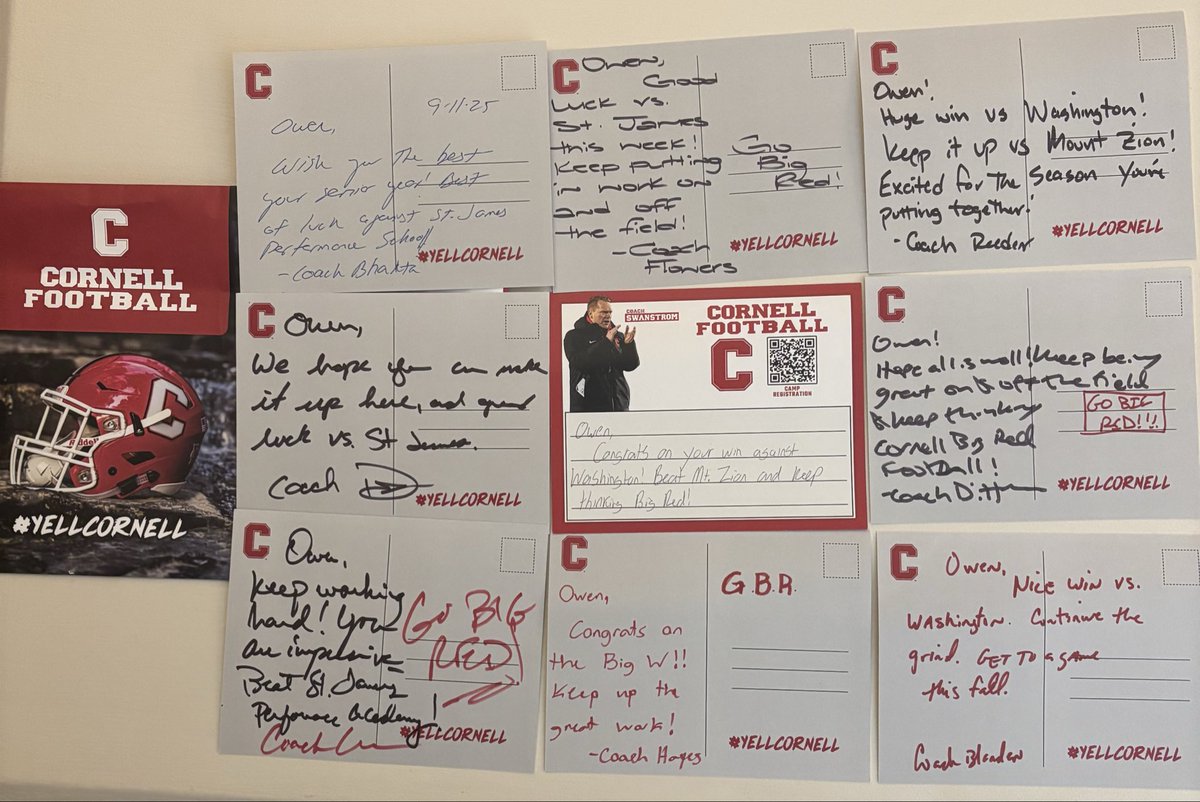 C
CORNELL
FOOTBALL
Riddell
#YELLCORNELL
C
9-11-25
Owen,
Wish you the best
your senior year! Best
of luck against St. James
Performance School!
-Coach Bhakta
#YELLCORNELL
C
Owen,
Good
Luck vs.
St. James
this week!
Keep putting
in work on
and off
the field!
-Coach
Flowers
Go
Big
Red!
#YELLCORNELL
C
Owen!
Huge win vs Washington!
Keep it up vs Mount Zion!
Excited for the Season You're
putting together!
-Coach Reeder
#YELLCORNELL
C
Owen,
We hope you can make
it up here, and good
luck vs. St James.
Coach
#YELLCORNELL
COACH
SWANSTROM
CORNELL
FOOTBALL
C
CAMP
REGISTRATION
Owen,
Congrats on your win against
Washington! Beat Mt. Zion and keep
thinking Big Red!
C
Owen!
Hope all is well! Keep being
great on & off the field
& keep thinking
Cornell Big Red
Football!
-Coach
GO BIG
RED!!!
#YELLCORNELL
C
Owen,
Keep working
hard! You
are impressive
Beat St. James
Performance Academy!
Coach
GO BIG
RED
#YELLCORNELL
C
Owen,
Congrats on
the Big W!!
Keep up the
great work!
-Coach Hayes
G.B.R.
#YELLCORNELL
C
Owen,
Nice win vs.
Washington. Continue the
grind. GET TO a game
this fall.
Coach Blenden
#YELLCORNELL